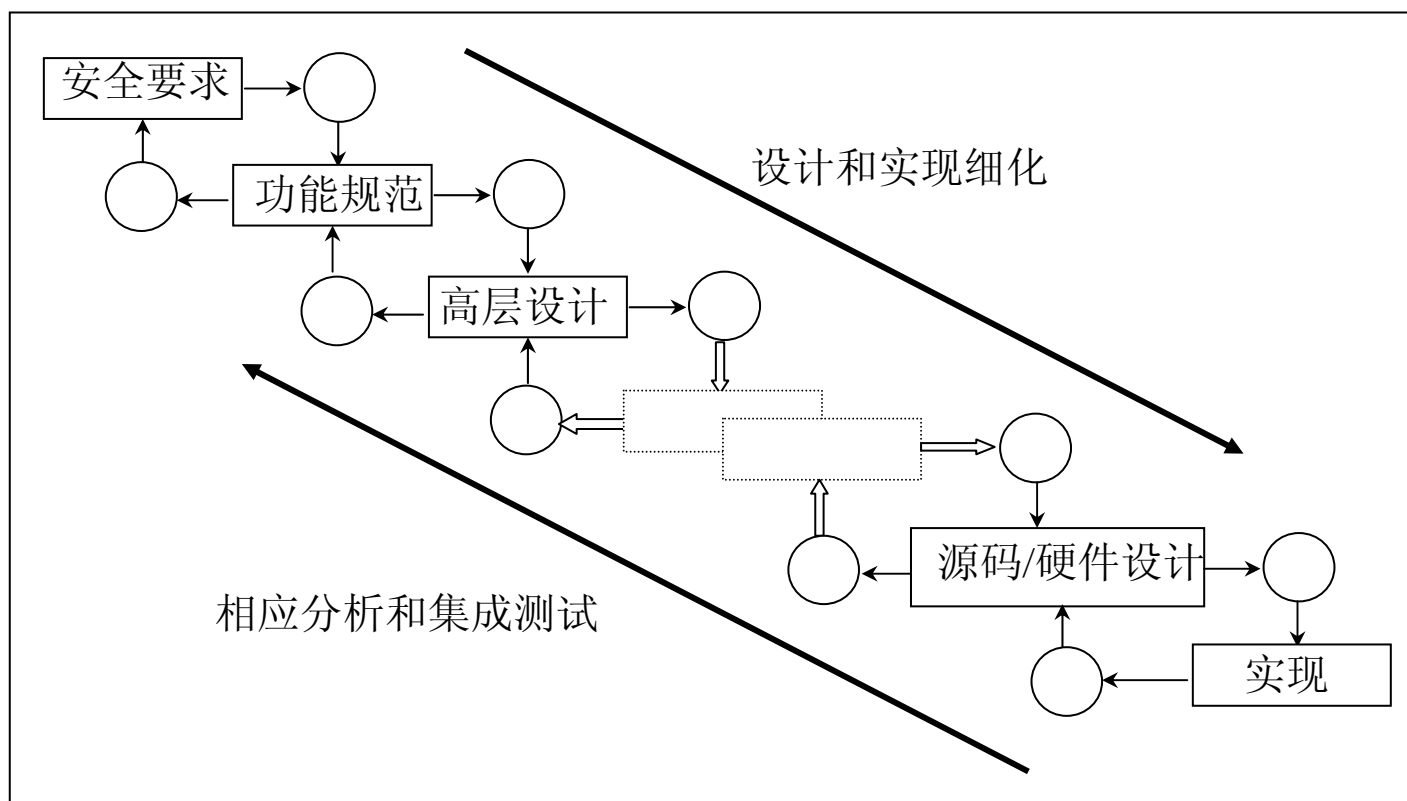 安全要求
功能规范
设计和实现细化
高层设计
源码/硬件设计
相应分析和集成测试
实现